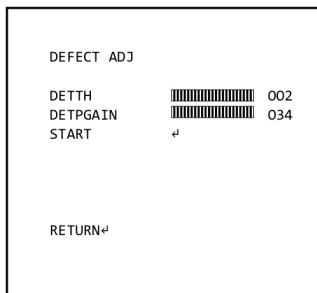 DEFECT ADJ
DETTH 002
DETPGAIN 034
START ↵
RETURN↵